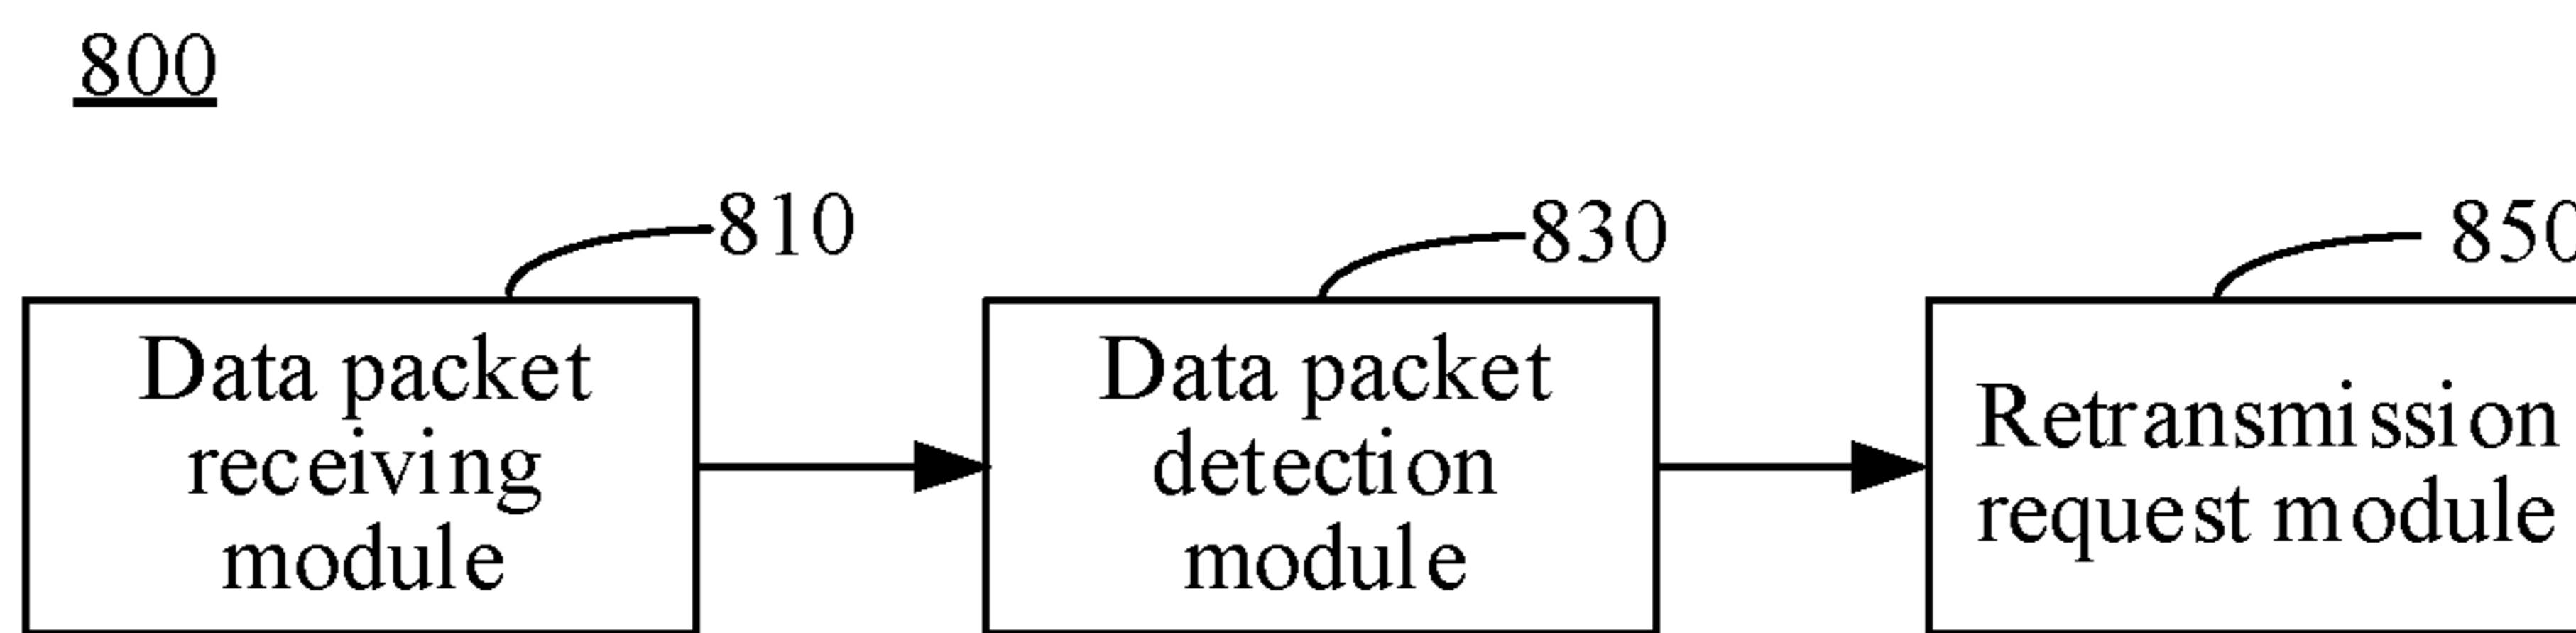 800
810
830
850
Data packet
receiving
module
Data packet
detection
module
Retransmission
request module